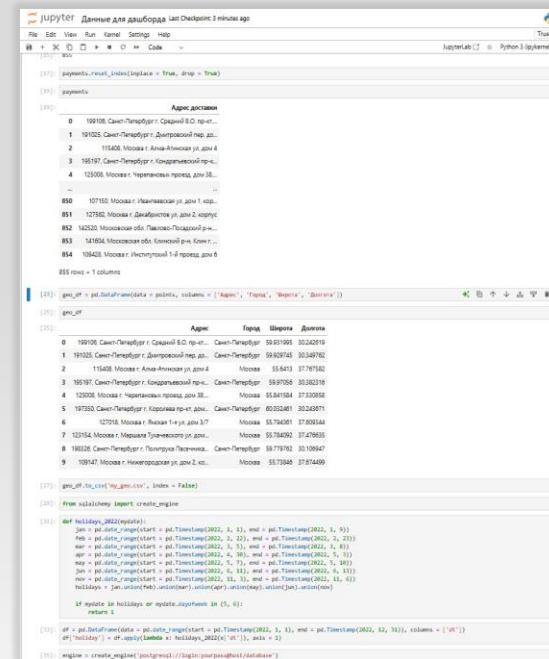 jupyter Данные для дашборда Last Checkpoint: 3 minutes ago
File Edit View Run Kernel Settings Help
Code
JupyterLab
Python 3 (ipykernel)
855
[17]: payments.reset_index(inplace = True, drop = True)
payments
Адрес доставки
0 199106, Санкт-Петербург г, Средний В.О. пр-кт...
1 191025, Санкт-Петербург г, Дмитровский пер, до...
2 115408, Москва г, Алма-Атинская ул, дом 4
3 195197, Санкт-Петербург г, Кондратьевский пр-к...
4 125008, Москва г, Черепановых проезд, дом 38...
... ...
850 107150, Москва г, Ивантеевская ул, дом 1, кор...
851 127562, Москва г, Декабристов ул, дом 2, корпус
852 142520, Московская обл, Павлово-Посадский р-н...
853 141604, Московская обл, Клинский р-н, Клин г, ...
854 109428, Москва г, Институтский 1-й проезд, дом 6
855 rows × 1 columns
[23]: geo_df = pd.DataFrame(data = points, columns = ['Адрес', 'Город', 'Широта', 'Долгота'])
[25]: geo_df
[25]:
Адрес Город Широта Долгота
0 199106, Санкт-Петербург г, Средний В.О. пр-кт... Санкт-Петербург 59.931995 30.242619
1 191025, Санкт-Петербург г, Дмитровский пер, до... Санкт-Петербург 59.929745 30.349762
2 115408, Москва г, Алма-Атинская ул, дом 4 Москва 55.6413 37.767582
3 195197, Санкт-Петербург г, Кондратьевский пр-к... Санкт-Петербург 59.97056 30.382316
4 125008, Москва г, Черепановых проезд, дом 38... Москва 55.841584 37.530858
5 197350, Санкт-Петербург г, Королева пр-кт, дом... Санкт-Петербург 60.032461 30.243671
6 127018, Москва г, Ямская 1-я ул, дом 3/7 Москва 55.794361 37.609344
7 123154, Москва г, Маршала Тухачевского ул, дом... Москва 55.784092 37.476635
8 198326, Санкт-Петербург г, Политрука Пасечника... Санкт-Петербург 59.779762 30.106947
9 109147, Москва г, Нижегородская ул, дом 2, ко... Москва 55.73846 37.674499
[27]: geo_df.to_csv('my_geo.csv', index = False)
[29]: from sqlalchemy import create_engine
[31]: def holidays_2022(mydate):
jan = pd.date_range(start = pd.Timestamp(2022, 1, 1), end = pd.Timestamp(2022, 1, 9))
feb = pd.date_range(start = pd.Timestamp(2022, 2, 22), end = pd.Timestamp(2022, 2, 23))
mar = pd.date_range(start = pd.Timestamp(2022, 3, 5), end = pd.Timestamp(2022, 3, 8))
apr = pd.date_range(start = pd.Timestamp(2022, 4, 30), end = pd.Timestamp(2022, 5, 3))
may = pd.date_range(start = pd.Timestamp(2022, 5, 7), end = pd.Timestamp(2022, 5, 10))
jun = pd.date_range(start = pd.Timestamp(2022, 6, 11), end = pd.Timestamp(2022, 6, 13))
nov = pd.date_range(start = pd.Timestamp(2022, 11, 3), end = pd.Timestamp(2022, 11, 6))
holidays = jan.union(feb).union(mar).union(apr).union(may).union(jun).union(nov)
if mydate in holidays or mydate.dayofweek in (5, 6):
return 1
[33]: df = pd.DataFrame(data = pd.date_range(start = pd.Timestamp(2022, 1, 1), end = pd.Timestamp(2022, 12, 31)), columns = ['dt'])
df['holiday'] = df.apply(lambda x: holidays_2022(x['dt']), axis = 1)
[35]: engine = create_engine('postgresql://login:yourpass@host/database')